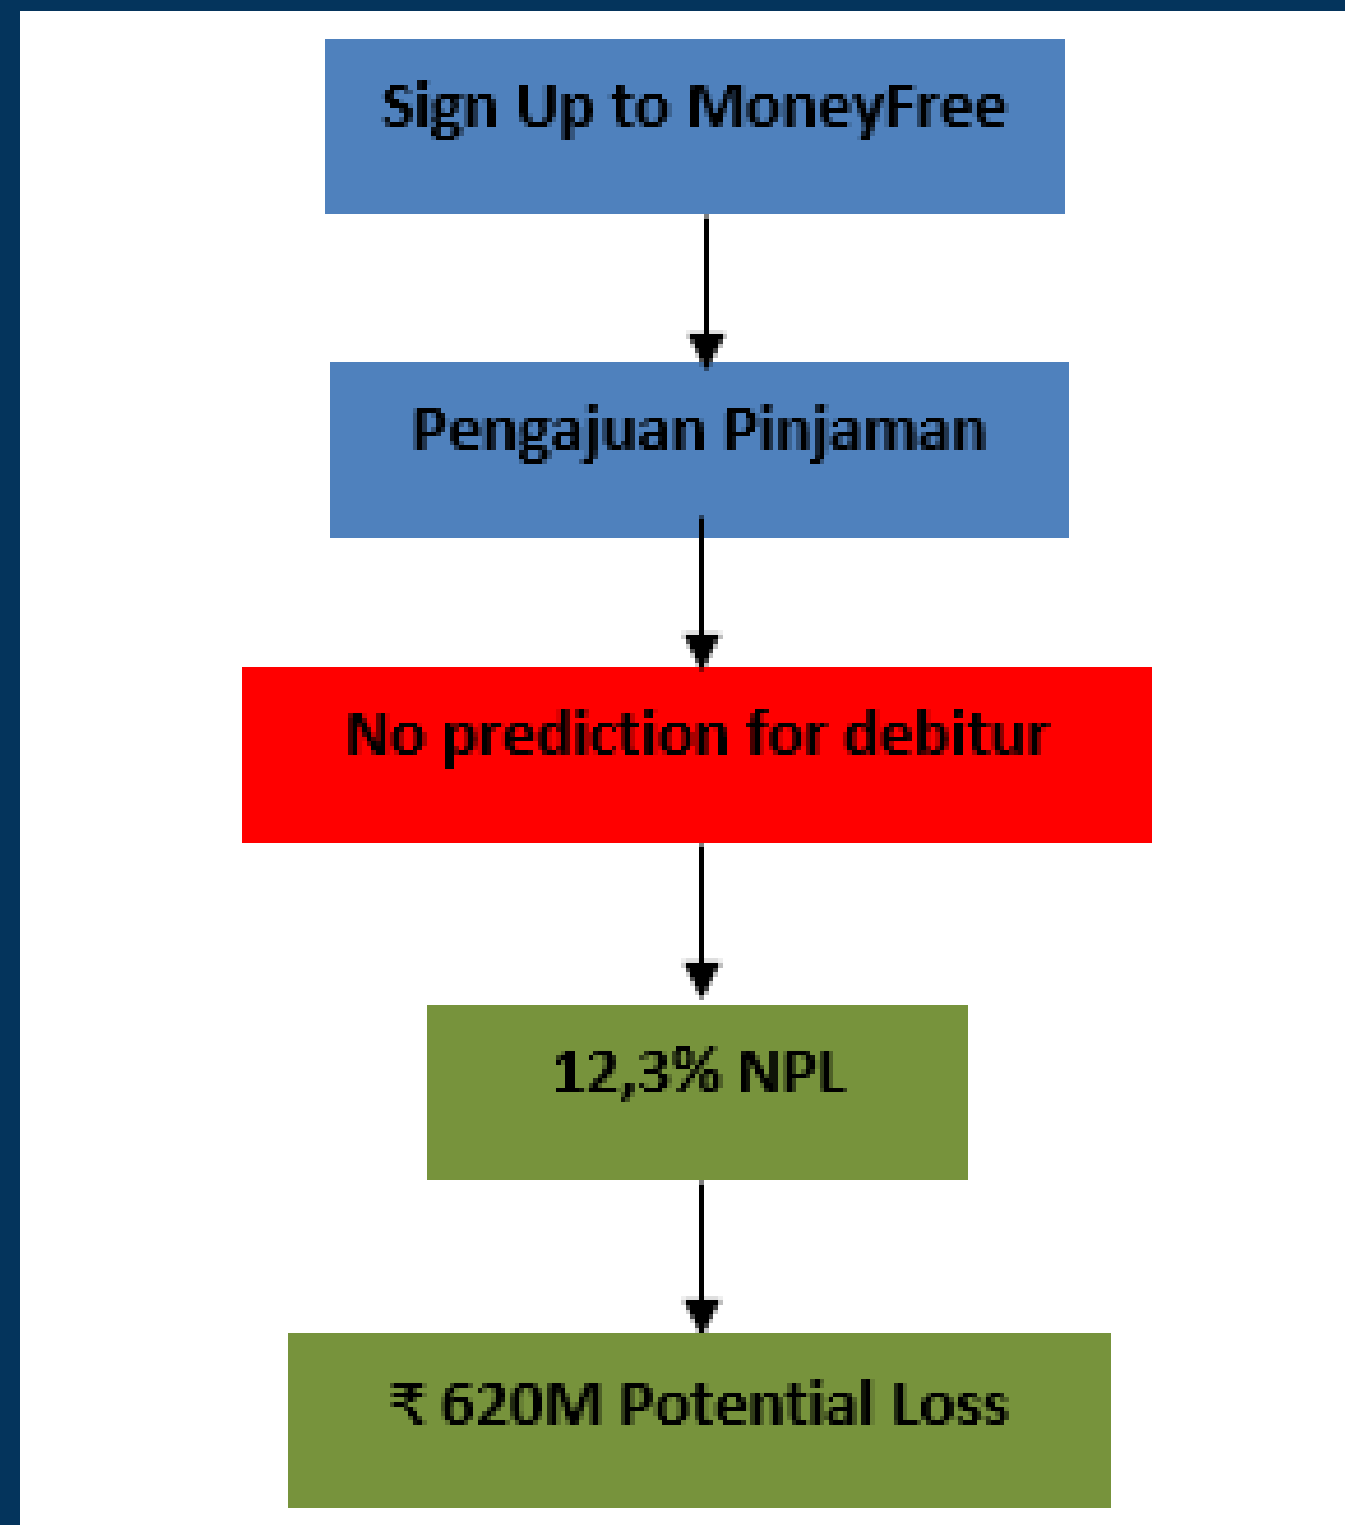 Sign Up to MoneyFree
Pengajuan Pinjaman
No prediction for debitur
12,3% NPL
₹ 620M Potential Loss